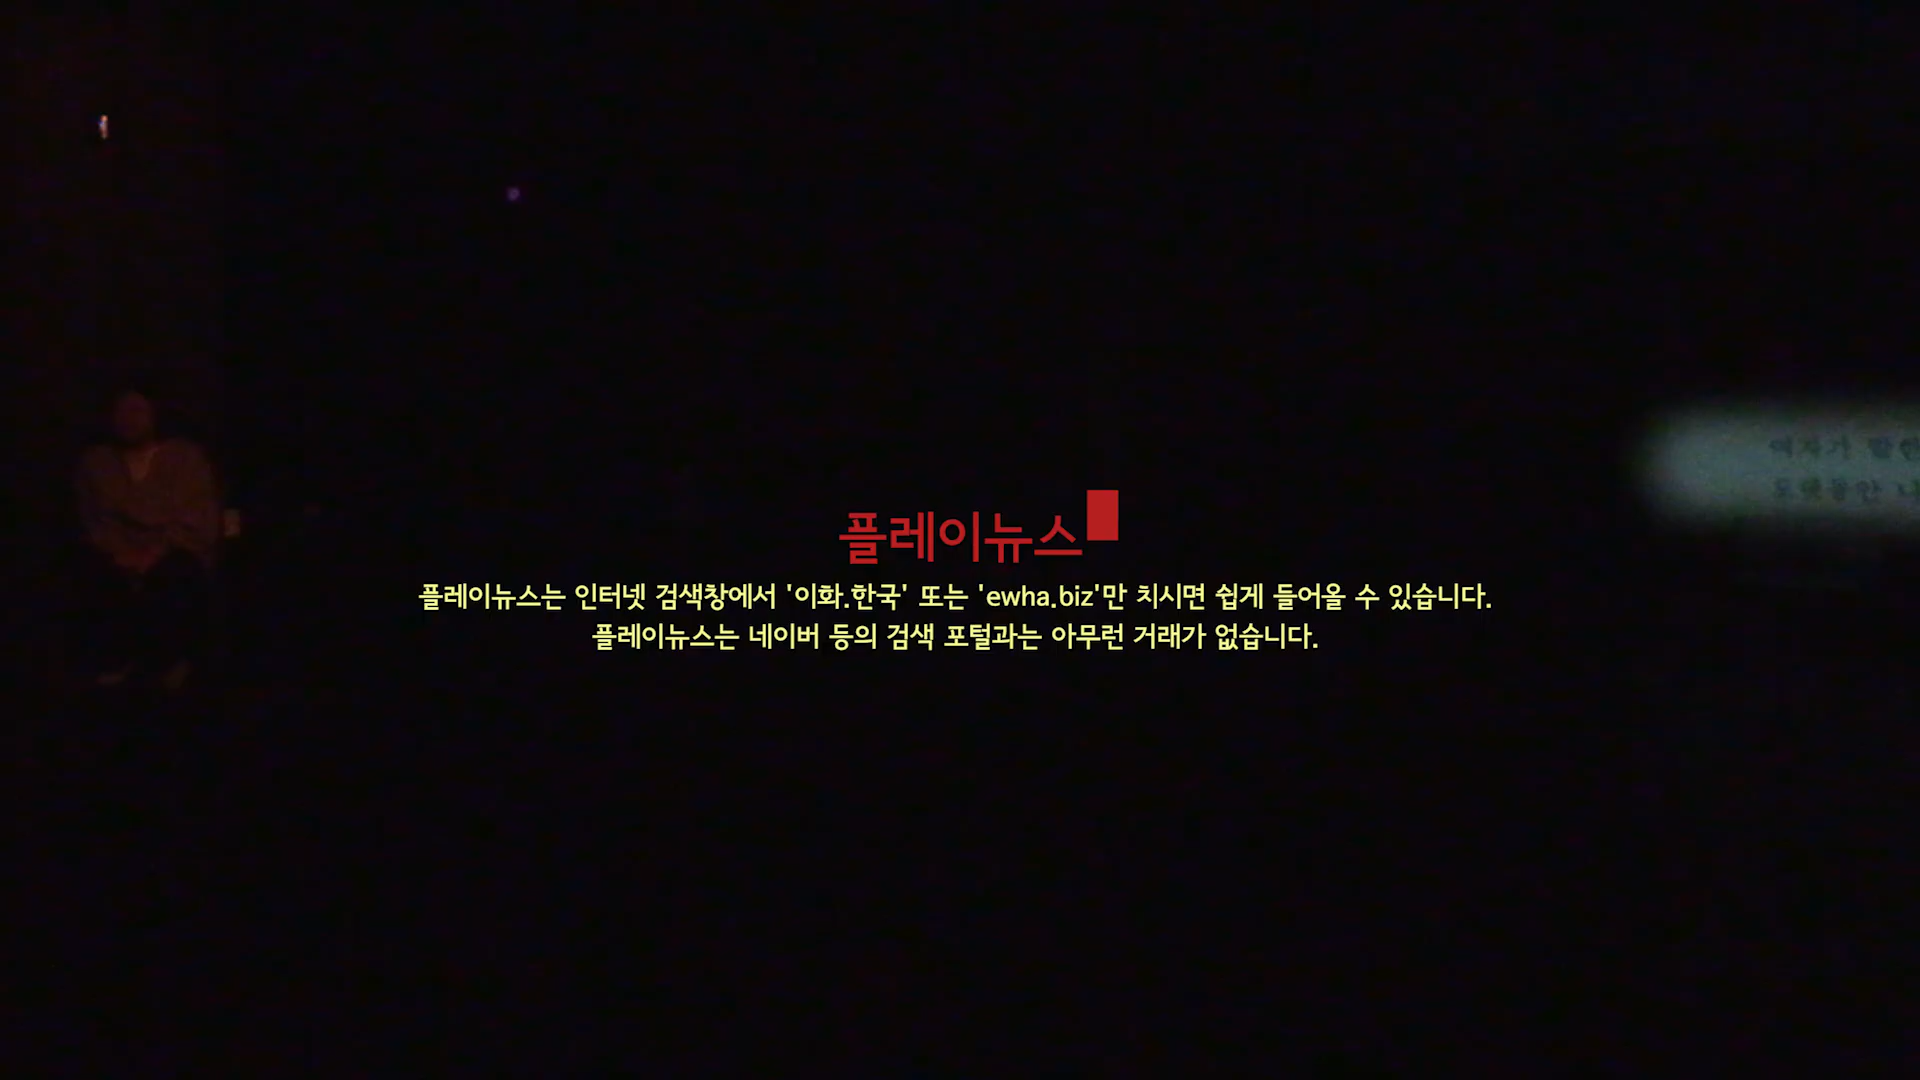 플레이뉴스
플레이뉴스는 인터넷 검색창에서 '이화.한국' 또는 'ewha.biz'만 치시면 쉽게 들어올 수 있습니다.
플레이뉴스는 네이버 등의 검색 포털과는 아무런 거래가 없습니다.
여자가